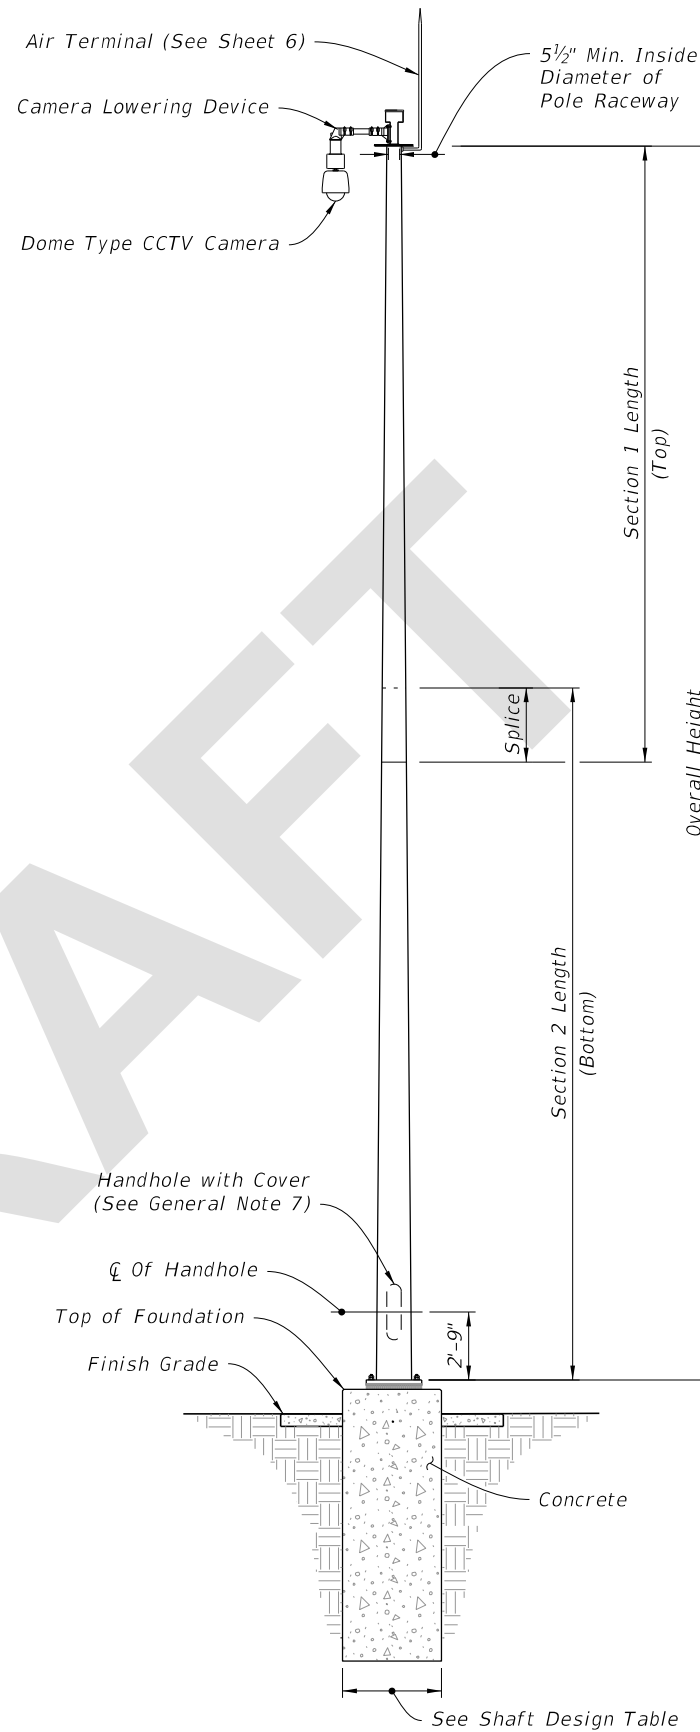 Air Terminal (See Sheet 6)
5½" Min. Inside
Diameter of
Pole Raceway
Camera Lowering Device
Dome Type CCTV Camera
Section 1 Length
(Top)
Splice
Overall Height
Section 2 Length
(Bottom)
Handhole with Cover
(See General Note 7)
℄ Of Handhole
Top of Foundation
2'-9"
Finish Grade
Concrete
See Shaft Design Table
RAFT